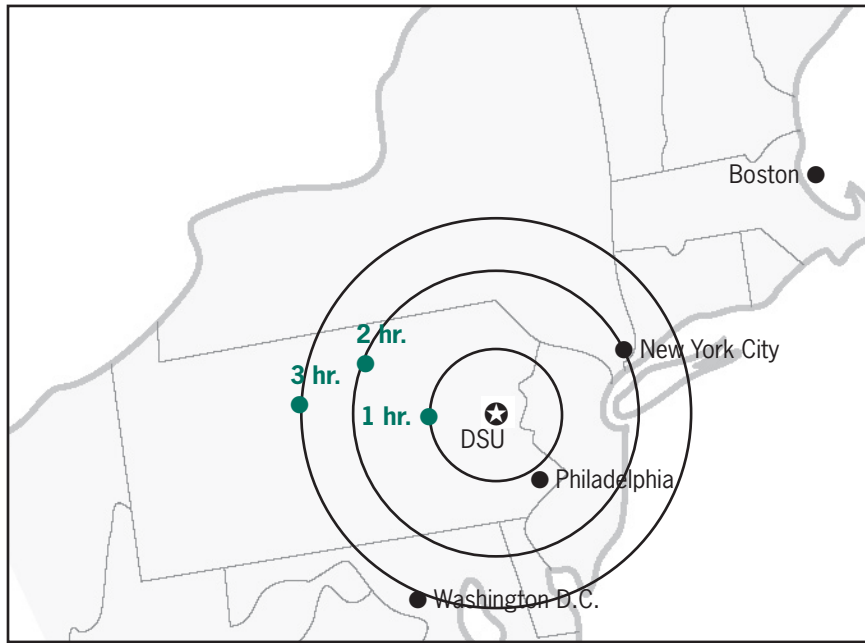 Boston
2 hr.
New York City
3 hr.
1 hr.
DSU
Philadelphia
Washington D.C.